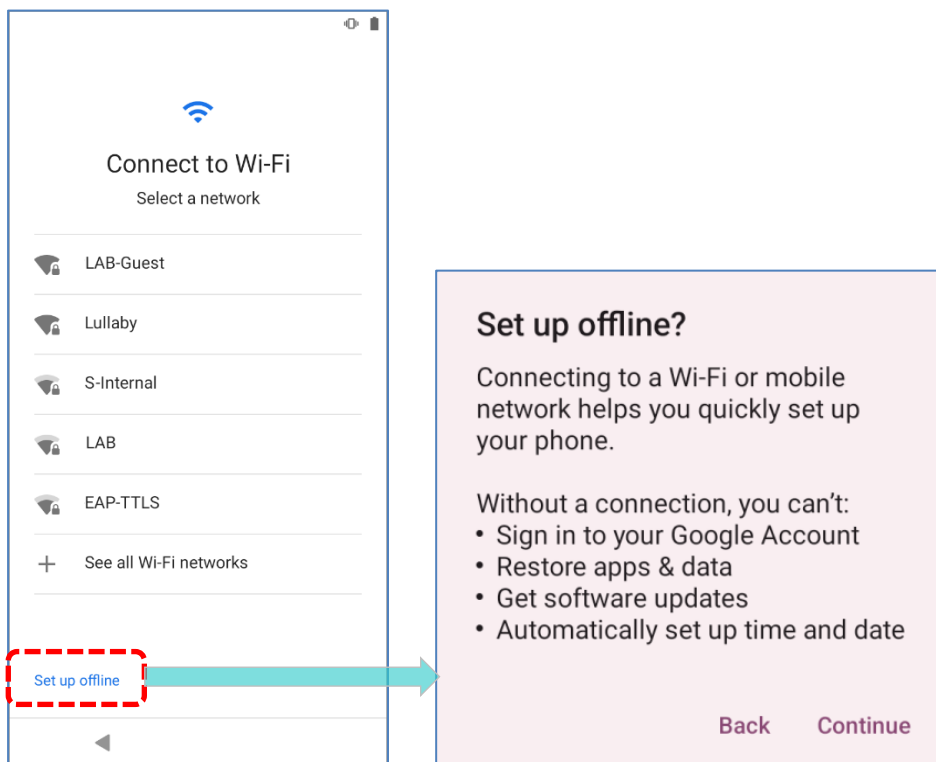 Connect to Wi-Fi
Select a network
LAB-Guest
Lullaby
S-Internal
LAB
EAP-TTLS
See all Wi-Fi networks
Set up offline
Set up offline?
Connecting to a Wi-Fi or mobile
network helps you quickly set up
your phone.
Without a connection, you can't:
• Sign in to your Google Account
• Restore apps & data
• Get software updates
• Automatically set up time and date
Back Continue